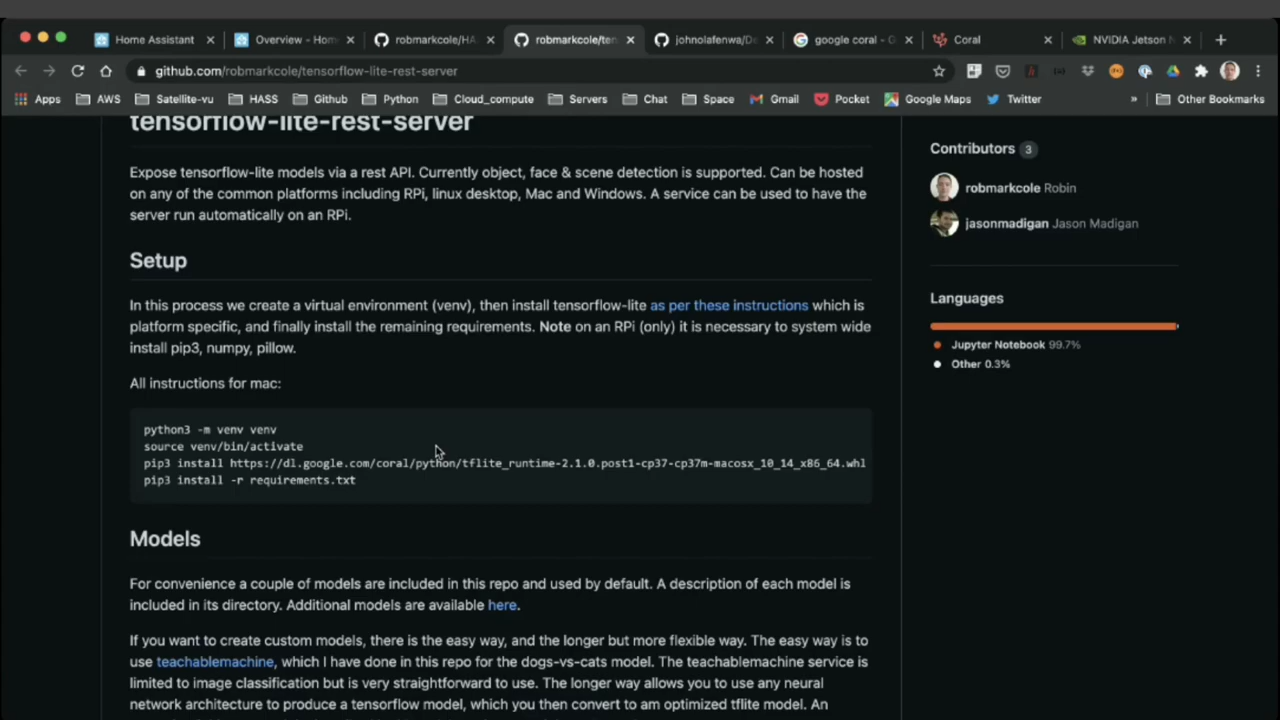 Home Assistant
Overview - Hom
robmarkcole/HA
robmarkcole/ten
johnolafenwa/De
google coral - G
Coral
NVIDIA Jetson N
github.com/robmarkcole/tensorflow-lite-rest-server
Apps
AWS
Satellite-vu
HASS
Github
Python
Cloud_compute
Servers
Chat
Space
Gmail
Pocket
Google Maps
Twitter
»
Other Bookmarks
tensorflow-lite-rest-server
Expose tensorflow-lite models via a rest API. Currently object, face & scene detection is supported. Can be hosted
on any of the common platforms including RPi, linux desktop, Mac and Windows. A service can be used to have the
server run automatically on an RPi.
Setup
In this process we create a virtual environment (venv), then install tensorflow-lite as per these instructions which is
platform specific, and finally install the remaining requirements. Note on an RPi (only) it is necessary to system wide
install pip3, numpy, pillow.
All instructions for mac:
python3 -m venv venv
source venv/bin/activate
pip3 install https://dl.google.com/coral/python/tflite_runtime-2.1.0.post1-cp37-cp37m-macosx_10_14_x86_64.whl
pip3 install -r requirements.txt
Models
For convenience a couple of models are included in this repo and used by default. A description of each model is
included in its directory. Additional models are available here.
If you want to create custom models, there is the easy way, and the longer but more flexible way. The easy way is to
use teachablemachine, which I have done in this repo for the dogs-vs-cats model. The teachablemachine service is
limited to image classification but is very straightforward to use. The longer way allows you to use any neural
network architecture to produce a tensorflow model, which you then convert to am optimized tflite model. An
Contributors 3
robmarkcole Robin
jasonmadigan Jason Madigan
Languages
Jupyter Notebook 99.7%
Other 0.3%